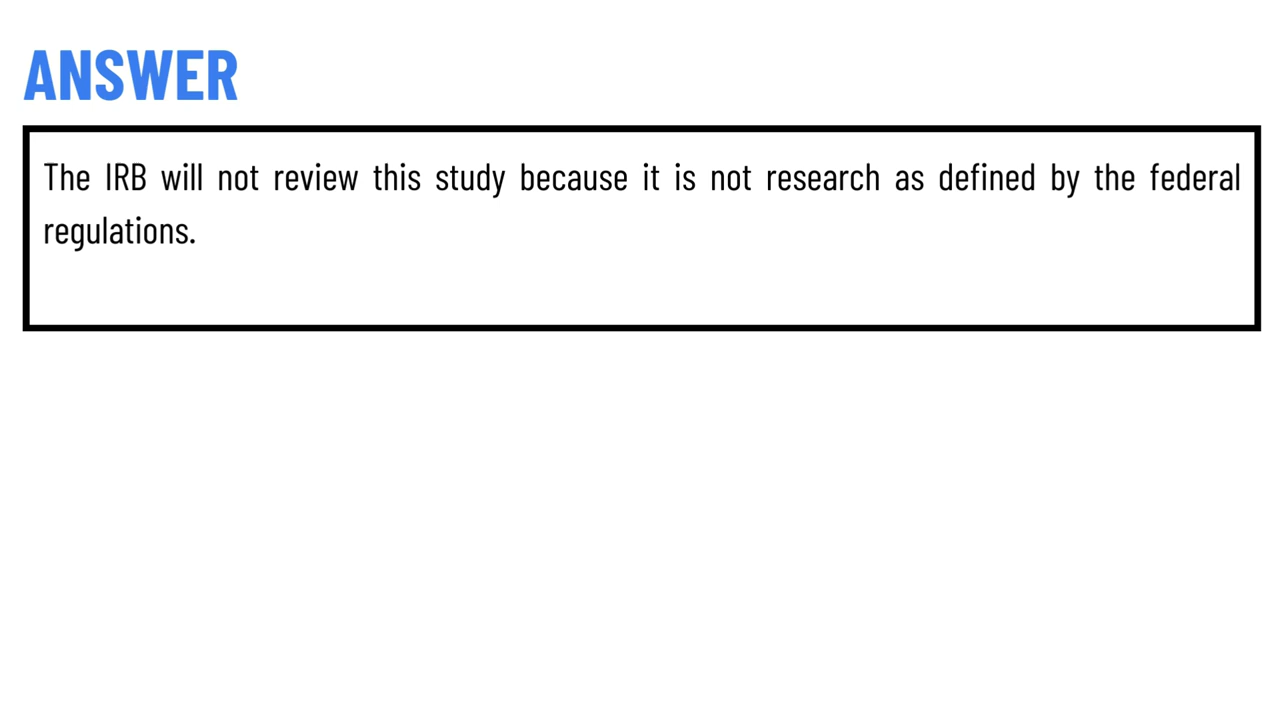 ANSWER
The IRB will not review this study because it is not research as defined by the federal
regulations.